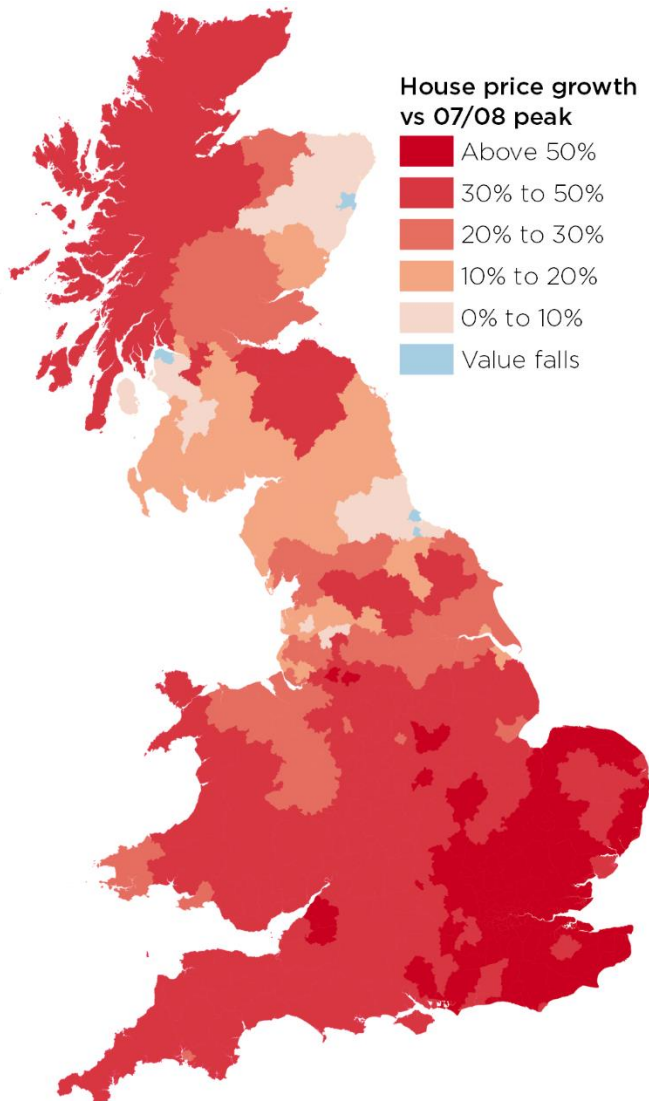 House price growth
vs 07/08 peak
Above 50%
30% to 50%
20% to 30%
10% to 20%
0% to 10%
Value falls